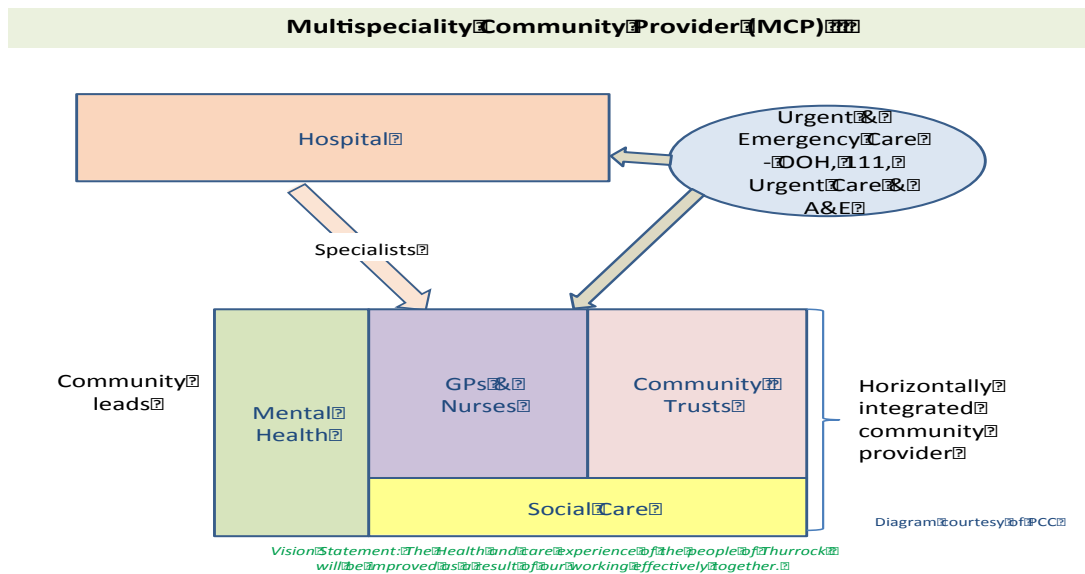 Multispeciality Community Provider (MCP)
Hospital
Urgent &
Emergency Care
- OOH, 111,
Urgent Care &
A&E
Specialists
Community
leads
Mental
Health
GPs &
Nurses
Community
Trusts
Social Care
Horizontally
integrated
community
provider
Diagram courtesy of PCC
Vision Statement: The Health and care experience of the people of Thurrock
will be improved as a result of our working effectively together.